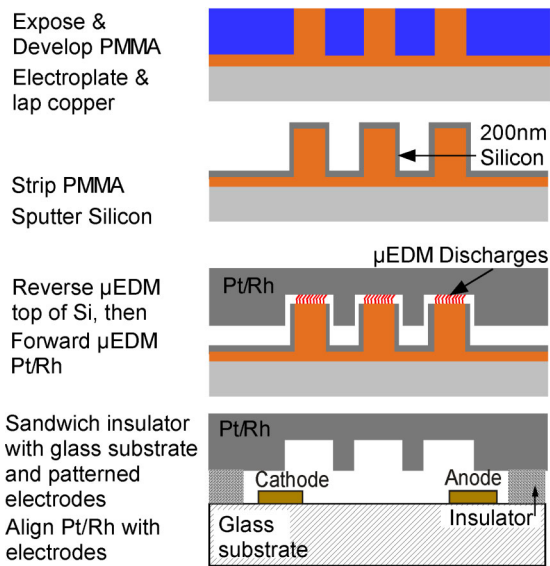 Expose &
Develop PMMA
Electroplate &
lap copper
200nm
Silicon
Strip PMMA
Sputter Silicon
µEDM Discharges
Pt/Rh
Reverse µEDM
top of Si, then
Forward µEDM
Pt/Rh
Sandwich insulator
with glass substrate
and patterned
electrodes
Align Pt/Rh with
electrodes
Pt/Rh
Cathode
Anode
Insulator
Glass
substrate